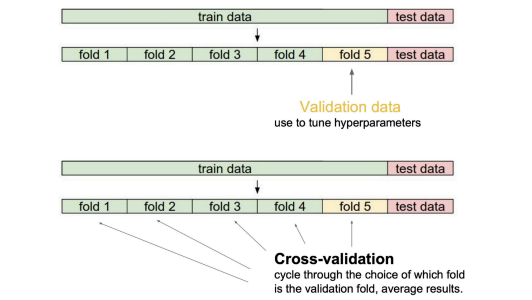 train data test data
fold 1 fold 2 fold 3 fold 4 fold 5 test data
Validation data
use to tune hyperparameters
train data test data
fold 1 fold 2 fold 3 fold 4 fold 5 test data
Cross-validation
cycle through the choice of which fold
is the validation fold, average results.